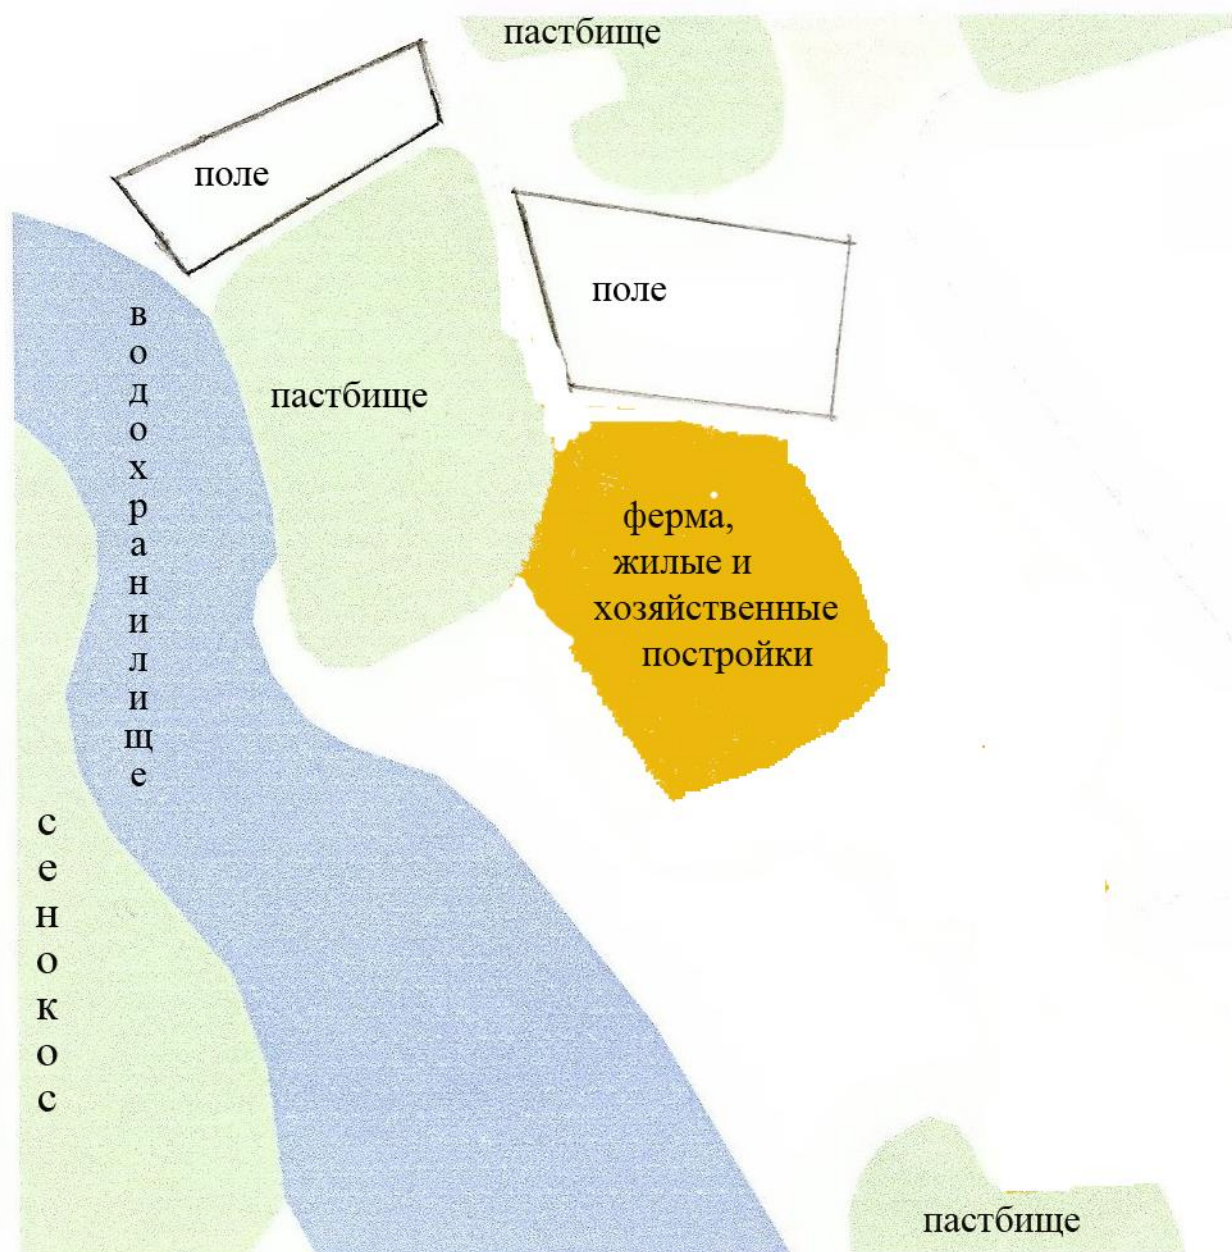 пастбище
поле
поле
водохранилище
пастбище
ферма,
жилые и
хозяйственные
постройки
сенокос
пастбище